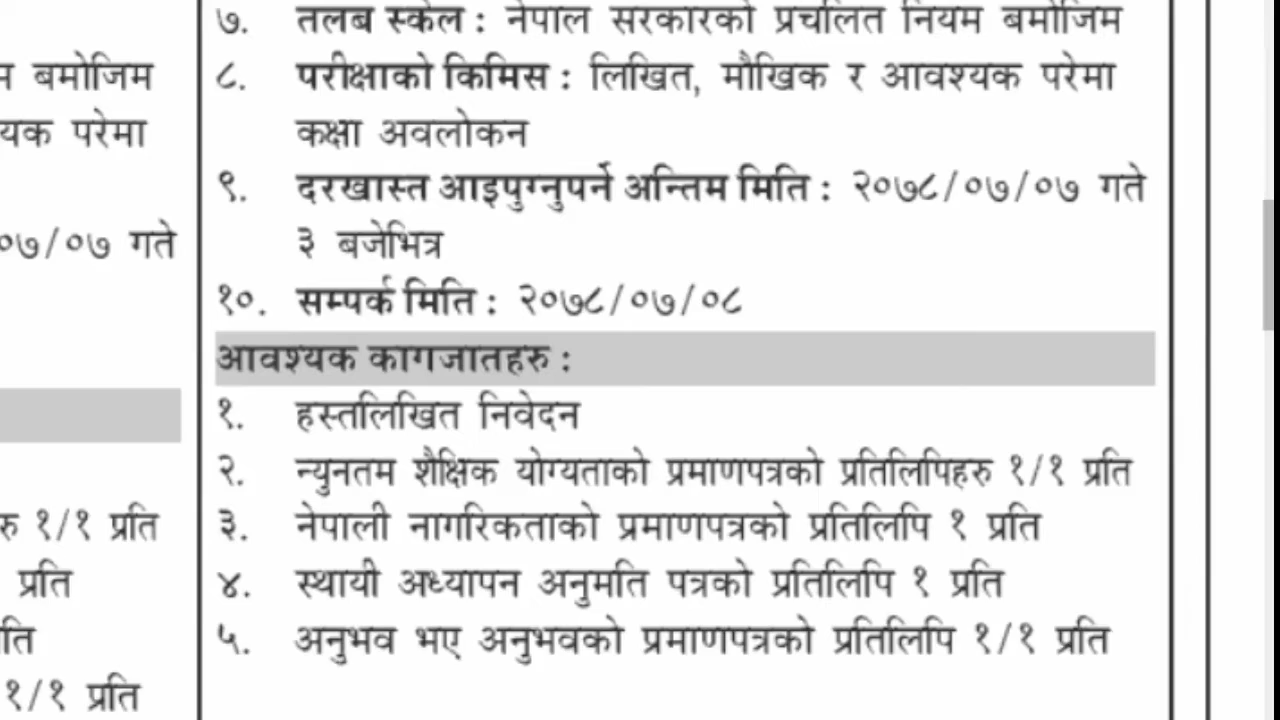 म बमोजिम
यक परेमा
०७/०७ गते
रु १/१ प्रति
प्रति
ति
१/१ प्रति
७. तलब स्केल : नेपाल सरकारको प्रचलित नियम बमोजिम
८. परीक्षाको किमिस : लिखित, मौखिक र आवश्यक परेमा
कक्षा अवलोकन
९. दरखास्त आइपुग्नुपर्ने अन्तिम मिति : २०७८/०७/०७ गते
३ बजेभित्र
१०. सम्पर्क मिति : २०७८/०७/०८
आवश्यक कागजातहरु :
१. हस्तलिखित निवेदन
२. न्युनतम शैक्षिक योग्यताको प्रमाणपत्रको प्रतिलिपिहरु १/१ प्रति
३. नेपाली नागरिकताको प्रमाणपत्रको प्रतिलिपि १ प्रति
४. स्थायी अध्यापन अनुमति पत्रको प्रतिलिपि १ प्रति
५. अनुभव भए अनुभवको प्रमाणपत्रको प्रतिलिपि १/१ प्रति